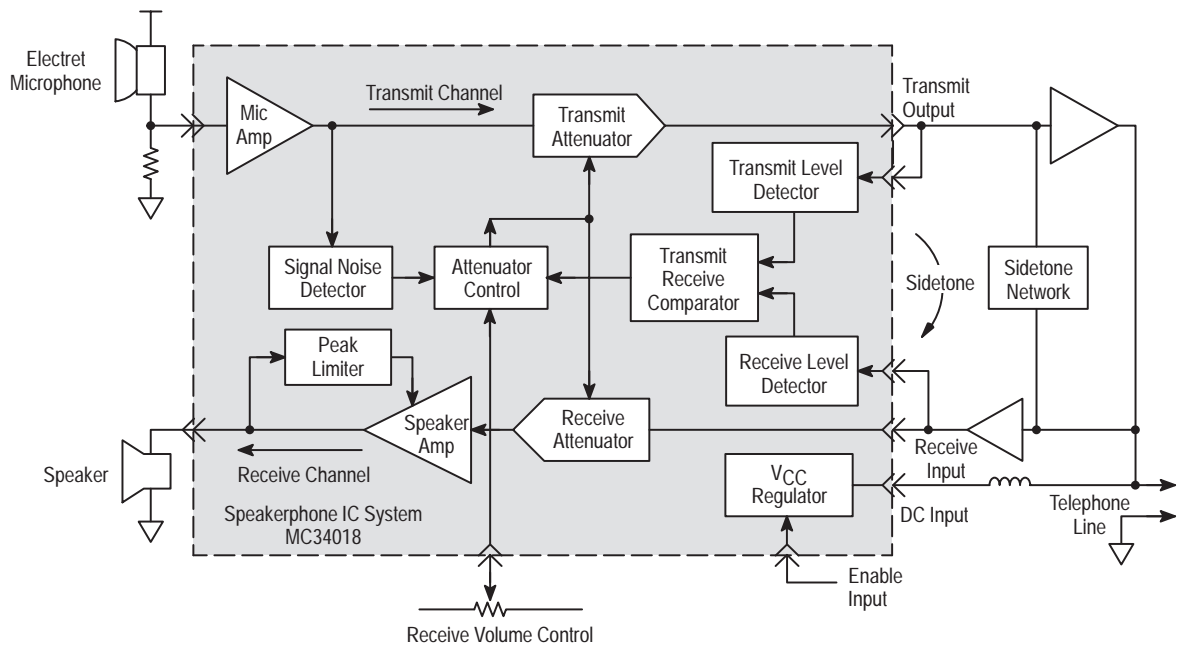 Electret
Microphone
Mic
Amp
Transmit Channel
Transmit
Attenuator
Transmit
Output
Transmit Level
Detector
Signal Noise
Detector
Attenuator
Control
Transmit
Receive
Comparator
Sidetone
Sidetone
Network
Peak
Limiter
Receive Level
Detector
Speaker
Amp
Receive
Attenuator
Receive
Input
Speaker
Receive Channel
VCC
Regulator
DC Input
Telephone
Line
Speakerphone IC System
MC34018
Enable
Input
Receive Volume Control